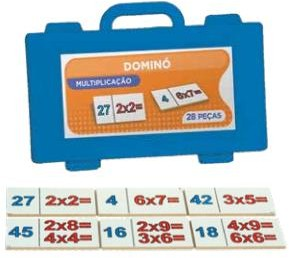 DOMINÓ
MULTIPLICAÇÃO
27 2x2=
4 6x7=
28 PEÇAS
27 2x2= 4 6x7= 42 3x5=
45 2x8= 4x4= 16 2x9= 3x6= 18 4x9= 6x6=